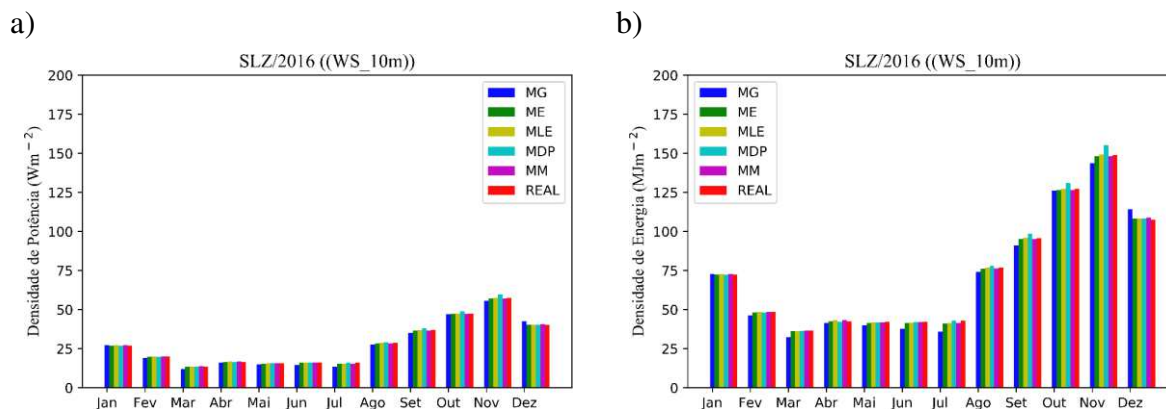 a)
SLZ/2016 ((WS_10m))
Densidade de Potência (Wm−2)
200
175
150
125
100
75
50
25
0
MG
ME
MLE
MDP
MM
REAL
Jan Fev Mar Abr Mai Jun Jul Ago Set Out Nov Dez
b)
SLZ/2016 ((WS_10m))
Densidade de Energia (MJm−2)
200
175
150
125
100
75
50
25
0
MG
ME
MLE
MDP
MM
REAL
Jan Fev Mar Abr Mai Jun Jul Ago Set Out Nov Dez